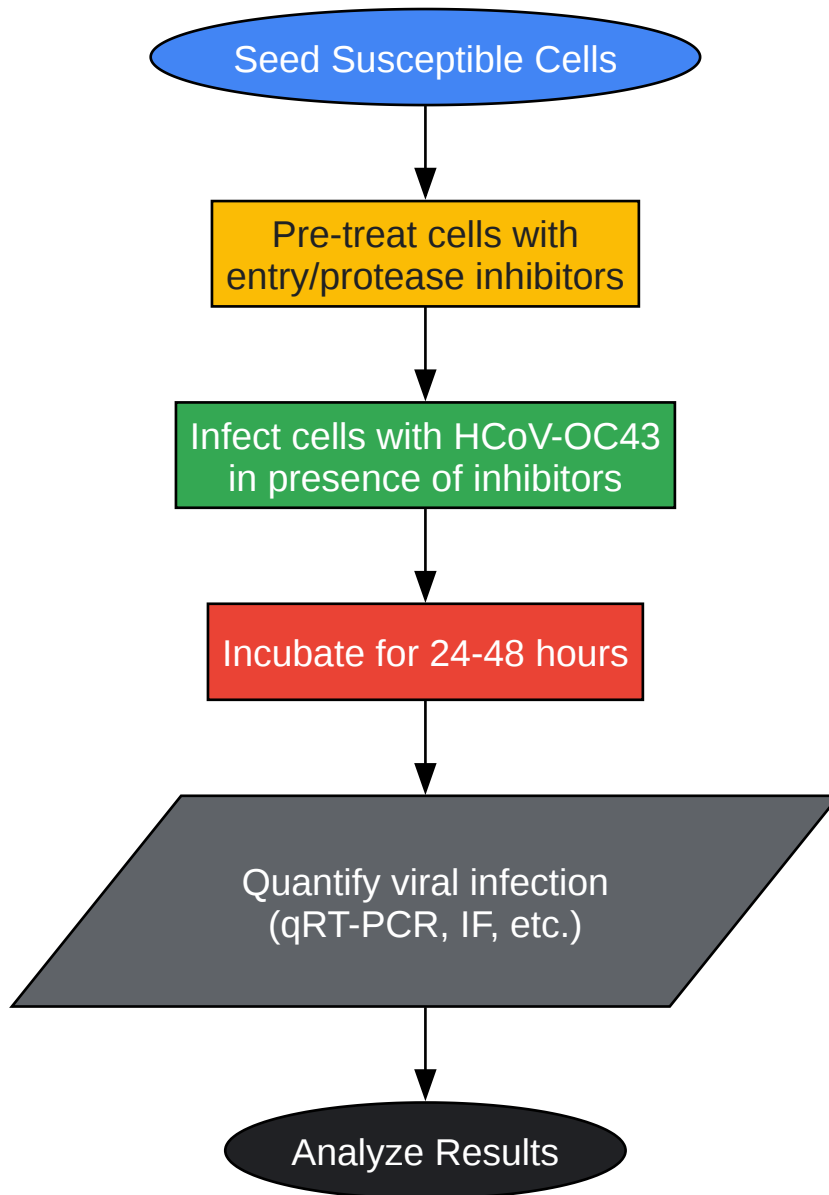 Seed Susceptible Cells
Pre-treat cells with
entry/protease inhibitors
Infect cells with HCoV-OC43
in presence of inhibitors
Incubate for 24-48 hours
Quantify viral infection
(qRT-PCR, IF, etc.)
Analyze Results